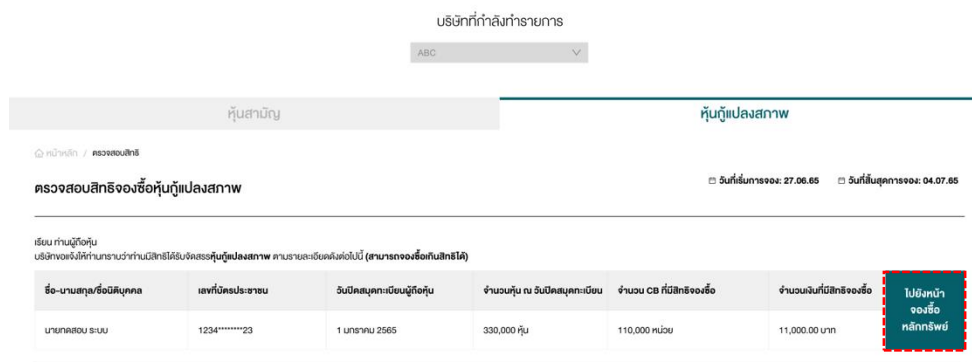 บริษัทที่กำลังทำรายการ
ABC
หุ้นสามัญ
หุ้นกู้แปลงสภาพ
หน้าหลัก / ตรวจสอบสิทธิ
ตรวจสอบสิทธิจองซื้อหุ้นกู้แปลงสภาพ
วันที่เริ่มการจอง: 27.06.65 วันที่สิ้นสุดการจอง: 04.07.65
เรียน ท่านผู้ถือหุ้น
บริษัทขอแจ้งให้ท่านทราบว่าท่านมีสิทธิได้รับจัดสรรหุ้นกู้แปลงสภาพ ตามรายละเอียดดังต่อไปนี้ (สามารถจองซื้อเกินสิทธิได้)
ชื่อ-นามสกุล/ชื่อนิติบุคคล เลขที่บัตรประชาชน วันปิดสมุดทะเบียนผู้ถือหุ้น จำนวนหุ้น ณ วันปิดสมุดทะเบียน จำนวน CB ที่มีสิทธิจองซื้อ จำนวนเงินที่มีสิทธิจองซื้อ
นายทดสอบ ระบบ 1234********23 1 มกราคม 2565 330,000 หุ้น 110,000 หน่วย 11,000.00 บาท
ไปยังหน้า
จองซื้อ
หลักทรัพย์